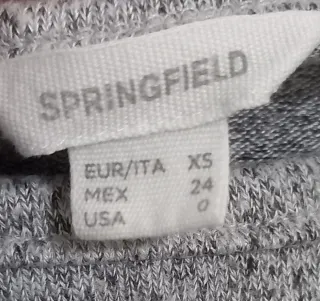 SPRINGFIELD
EUR/ITA XS
MEX 24
USA 0